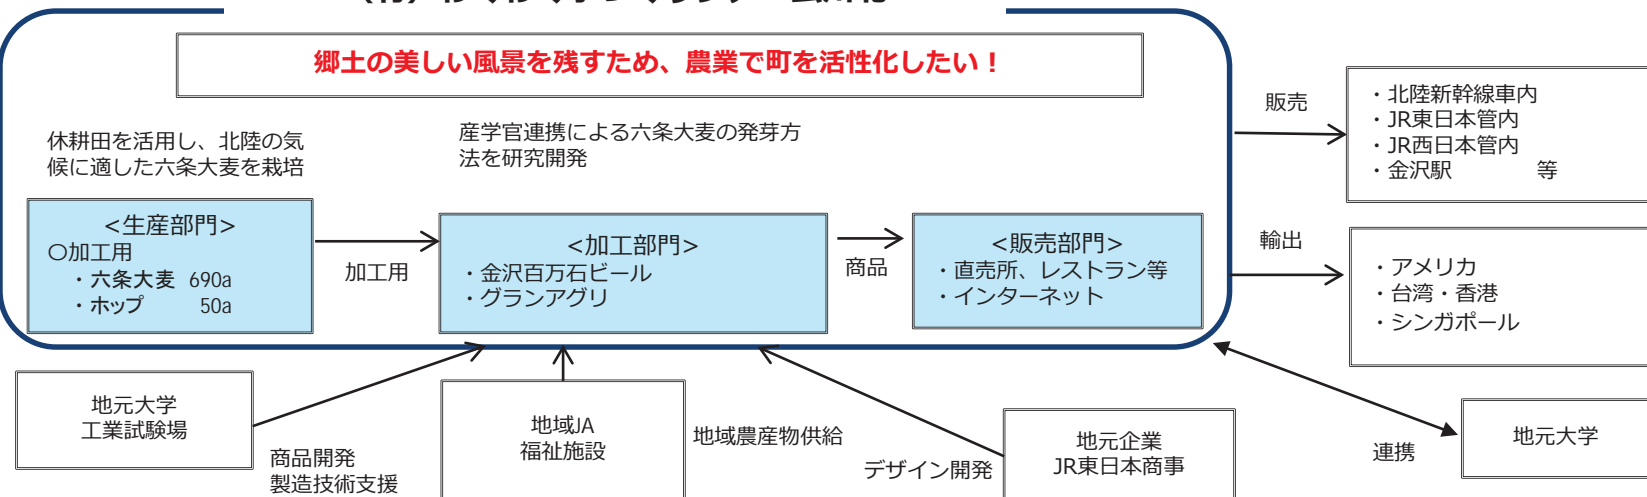 郷土の美しい風景を残すため、農業で町を活性化したい！
休耕田を活用し、北陸の気
候に適した六条大麦を栽培
産学官連携による六条大麦の発芽方
法を研究開発
<生産部門>
〇加工用
・六条大麦 690a
・ホップ 50a
加工用
<加工部門>
・金沢百万石ビール
・グランアグリ
商品
<販売部門>
・直売所、レストラン等
・インターネット
販売
・北陸新幹線車内
・JR東日本管内
・JR西日本管内
・金沢駅 等
輸出
・アメリカ
・台湾・香港
・シンガポール
地元大学
工業試験場
商品開発
製造技術支援
地域JA
福祉施設
地域農産物供給
デザイン開発
地元企業
JR東日本商事
連携
地元大学